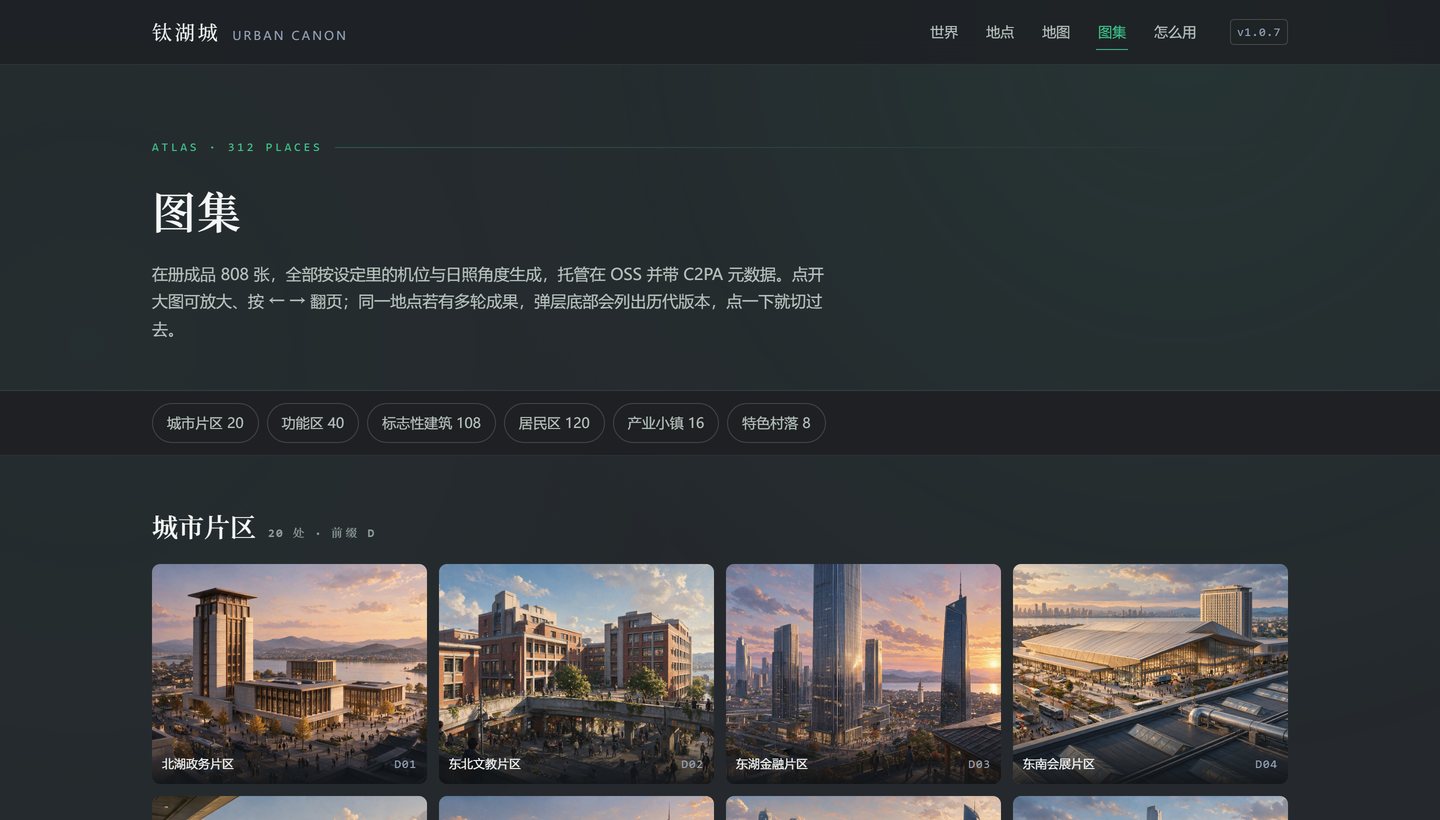 钛湖城 URBAN CANON 世界 地点 地图 图集 怎么用 v1.0.7
ATLAS · 312 PLACES
图集
在册成品 808 张，全部按设定里的机位与日照角度生成，托管在 OSS 并带 C2PA 元数据。点开
大图可放大、按 ← → 翻页；同一地点若有多轮成果，弹层底部会列出历代版本，点一下就切过
去。
城市片区 20 功能区 40 标志性建筑 108 居民区 120 产业小镇 16 特色村落 8
城市片区 20 处 · 前缀 D
北湖政务片区 D01 东北文教片区 D02 东湖金融片区 D03 东南会展片区 D04